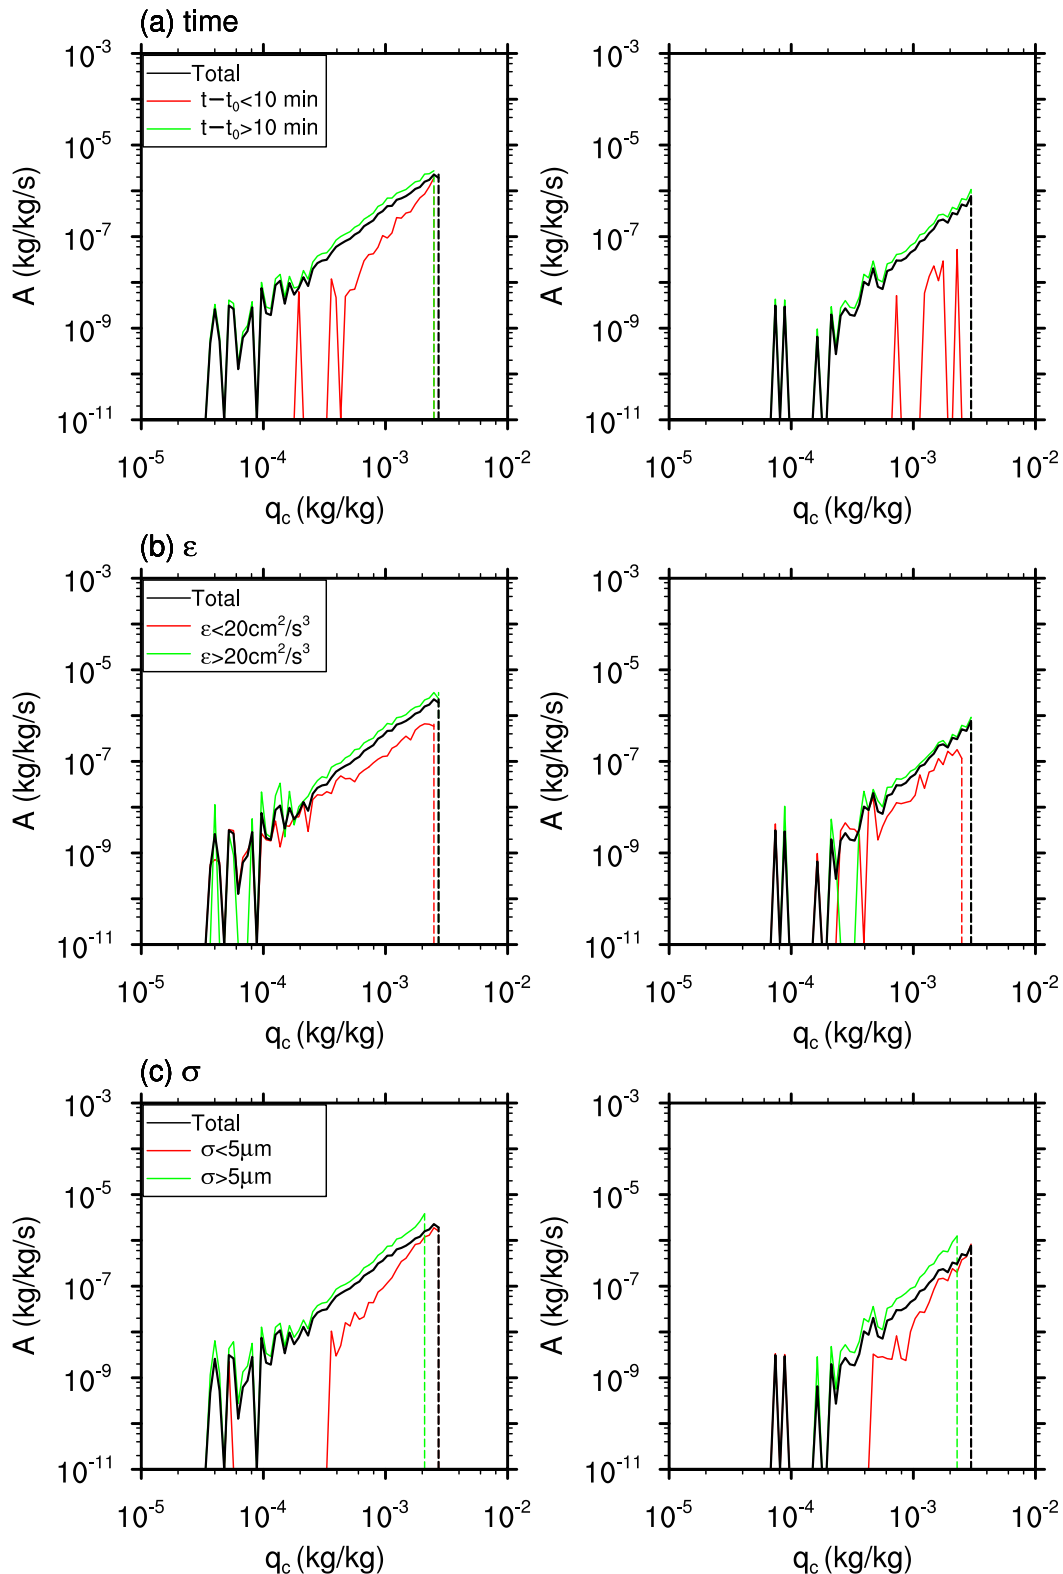 (a) time
10⁻³
10⁻⁵
10⁻⁷
10⁻⁹
10⁻¹¹
A (kg/kg/s)
Total
t−t₀<10 min
t−t₀>10 min
10⁻⁵ 10⁻⁴ 10⁻³ 10⁻²
q_c (kg/kg)
10⁻³
10⁻⁵
10⁻⁷
10⁻⁹
10⁻¹¹
A (kg/kg/s)
10⁻⁵ 10⁻⁴ 10⁻³ 10⁻²
q_c (kg/kg)
(b) ε
10⁻³
10⁻⁵
10⁻⁷
10⁻⁹
10⁻¹¹
A (kg/kg/s)
Total
ε<20cm²/s³
ε>20cm²/s³
10⁻⁵ 10⁻⁴ 10⁻³ 10⁻²
q_c (kg/kg)
10⁻³
10⁻⁵
10⁻⁷
10⁻⁹
10⁻¹¹
A (kg/kg/s)
10⁻⁵ 10⁻⁴ 10⁻³ 10⁻²
q_c (kg/kg)
(c) σ
10⁻³
10⁻⁵
10⁻⁷
10⁻⁹
10⁻¹¹
A (kg/kg/s)
Total
σ<5μm
σ>5μm
10⁻⁵ 10⁻⁴ 10⁻³ 10⁻²
q_c (kg/kg)
10⁻³
10⁻⁵
10⁻⁷
10⁻⁹
10⁻¹¹
A (kg/kg/s)
10⁻⁵ 10⁻⁴ 10⁻³ 10⁻²
q_c (kg/kg)